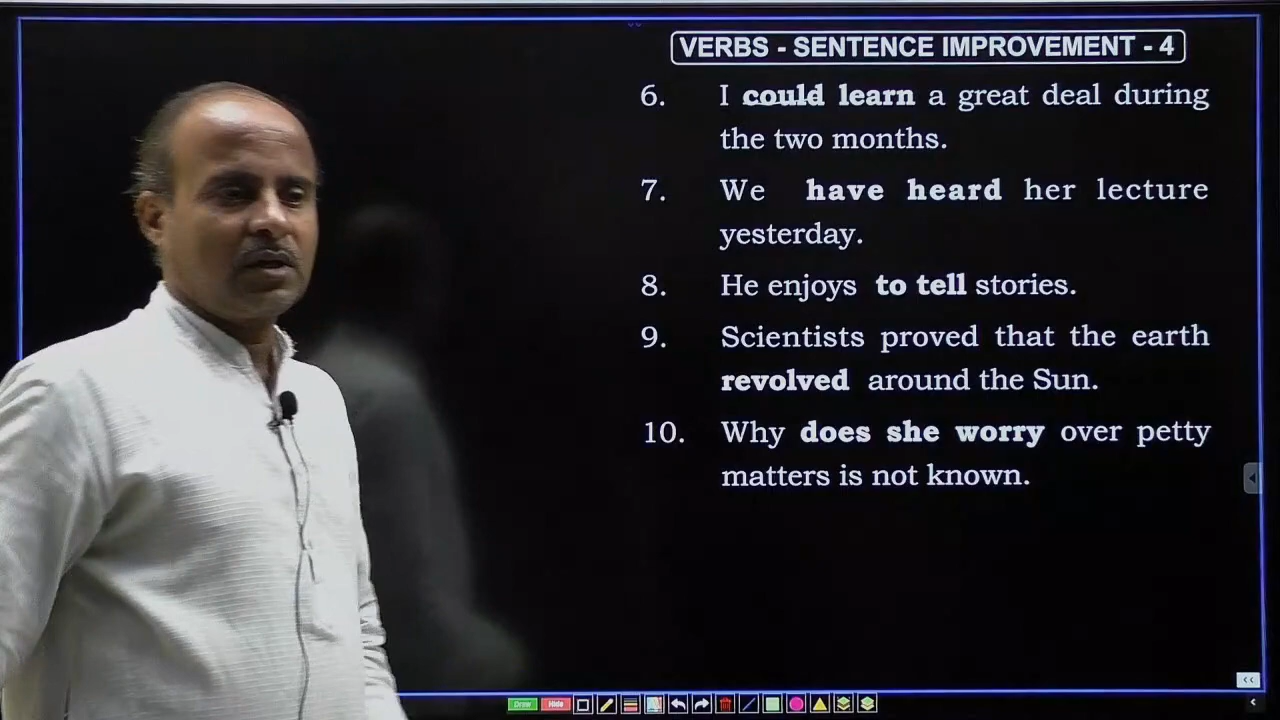 VERBS - SENTENCE IMPROVEMENT - 4
6. I could learn a great deal during
the two months.
7. We have heard her lecture
yesterday.
8. He enjoys to tell stories.
9. Scientists proved that the earth
revolved around the Sun.
10. Why does she worry over petty
matters is not known.
Draw Hide